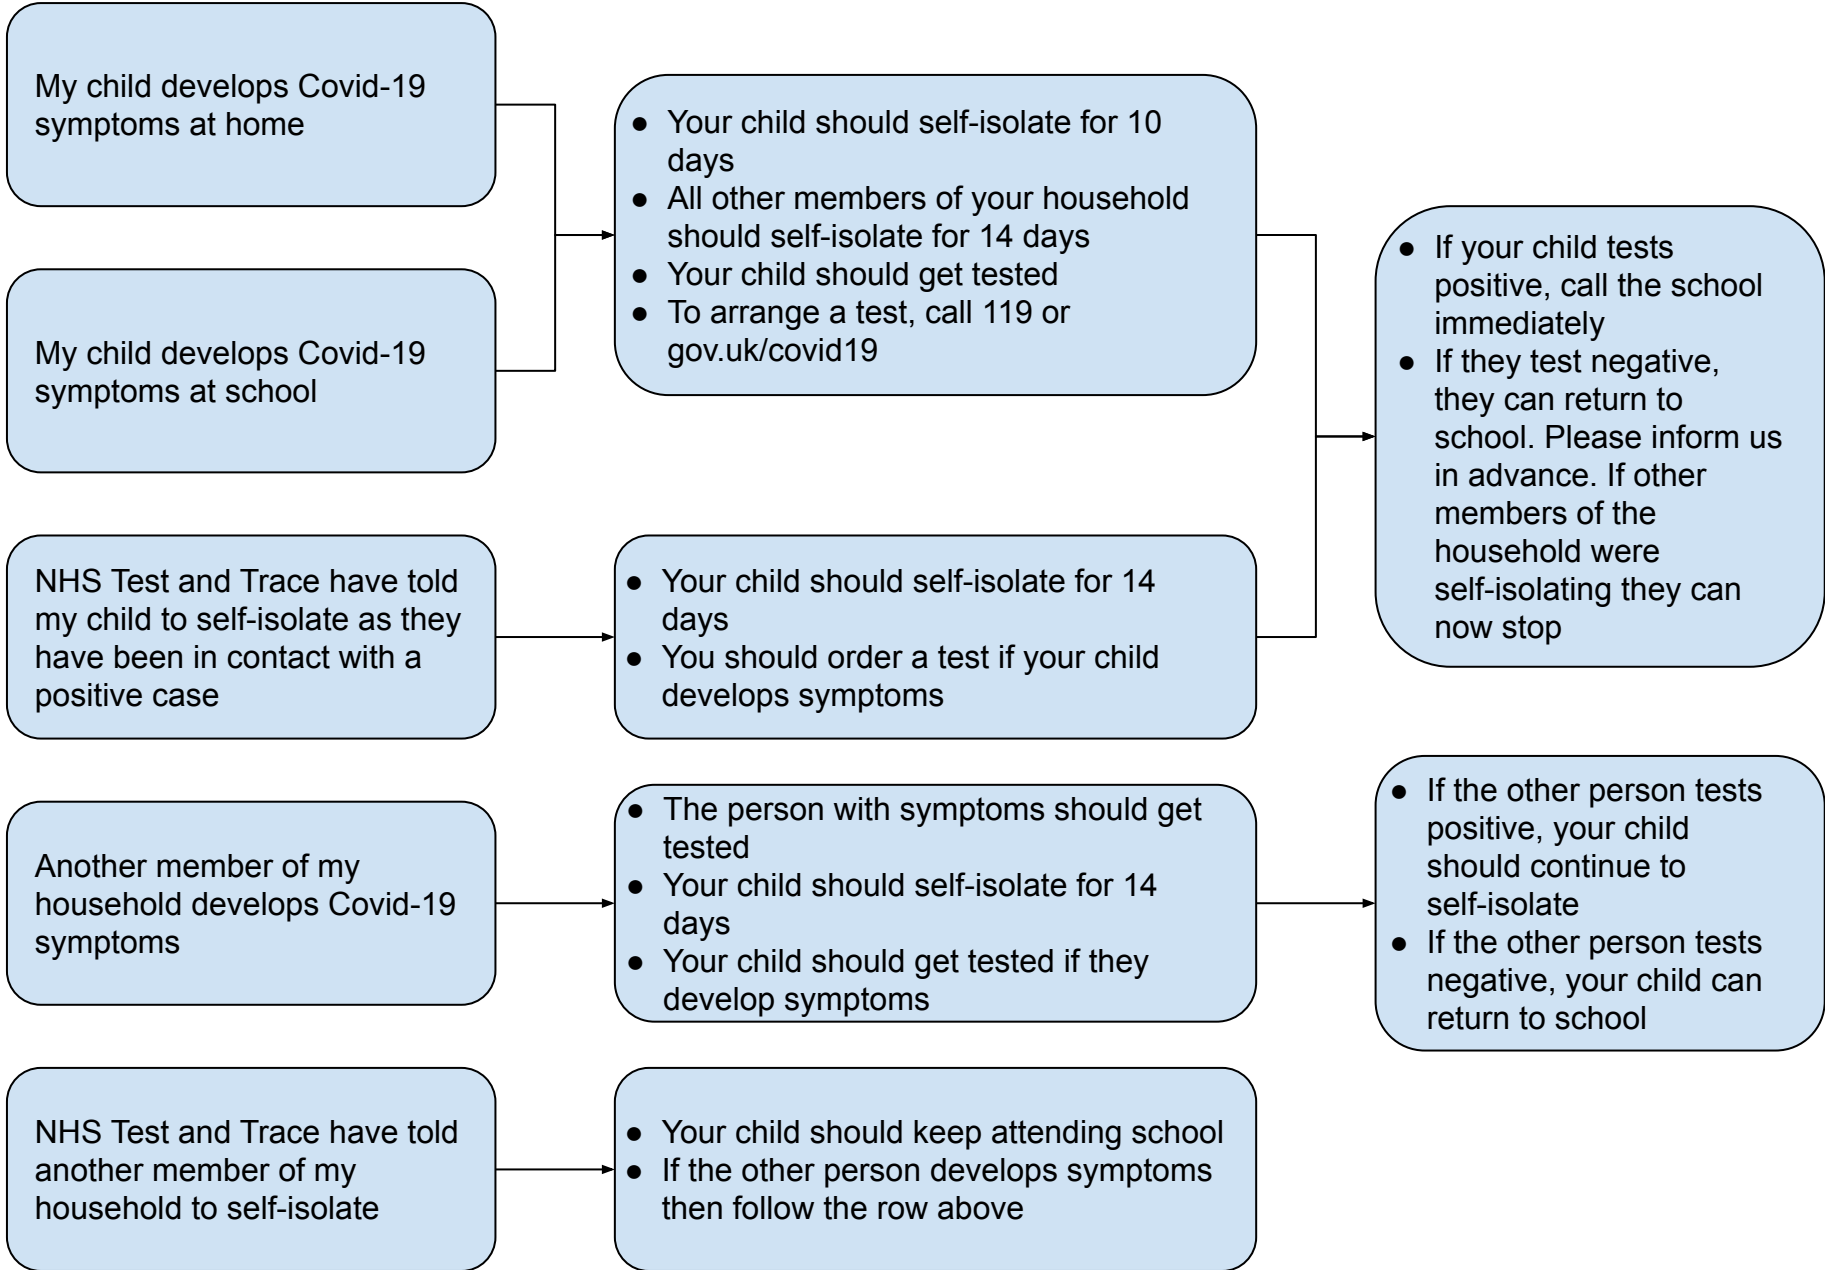 My child develops Covid-19
symptoms at home
My child develops Covid-19
symptoms at school
● Your child should self-isolate for 10
days
● All other members of your household
should self-isolate for 14 days
● Your child should get tested
● To arrange a test, call 119 or
gov.uk/covid19
● If your child tests
positive, call the school
immediately
● If they test negative,
they can return to
school. Please inform us
in advance. If other
members of the
household were
self-isolating they can
now stop
NHS Test and Trace have told
my child to self-isolate as they
have been in contact with a
positive case
● Your child should self-isolate for 14
days
● You should order a test if your child
develops symptoms
Another member of my
household develops Covid-19
symptoms
● The person with symptoms should get
tested
● Your child should self-isolate for 14
days
● Your child should get tested if they
develop symptoms
● If the other person tests
positive, your child
should continue to
self-isolate
● If the other person tests
negative, your child can
return to school
NHS Test and Trace have told
another member of my
household to self-isolate
● Your child should keep attending school
● If the other person develops symptoms
then follow the row above